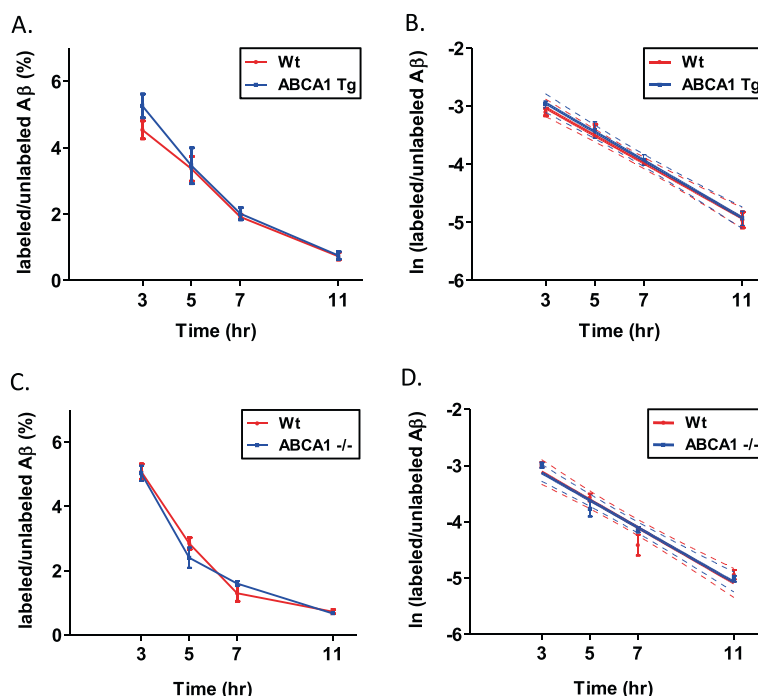 A.
labeled/unlabeled Aβ (%)
6
4
2
0
3 5 7 11
Time (hr)
Wt
ABCA1 Tg
B.
ln (labeled/unlabeled Aβ)
-2
-3
-4
-5
-6
3 5 7 11
Time (hr)
Wt
ABCA1 Tg
C.
labeled/unlabeled Aβ (%)
6
4
2
0
3 5 7 11
Time (hr)
Wt
ABCA1 -/-
D.
ln (labeled/unlabeled Aβ)
-2
-3
-4
-5
-6
3 5 7 11
Time (hr)
Wt
ABCA1 -/-